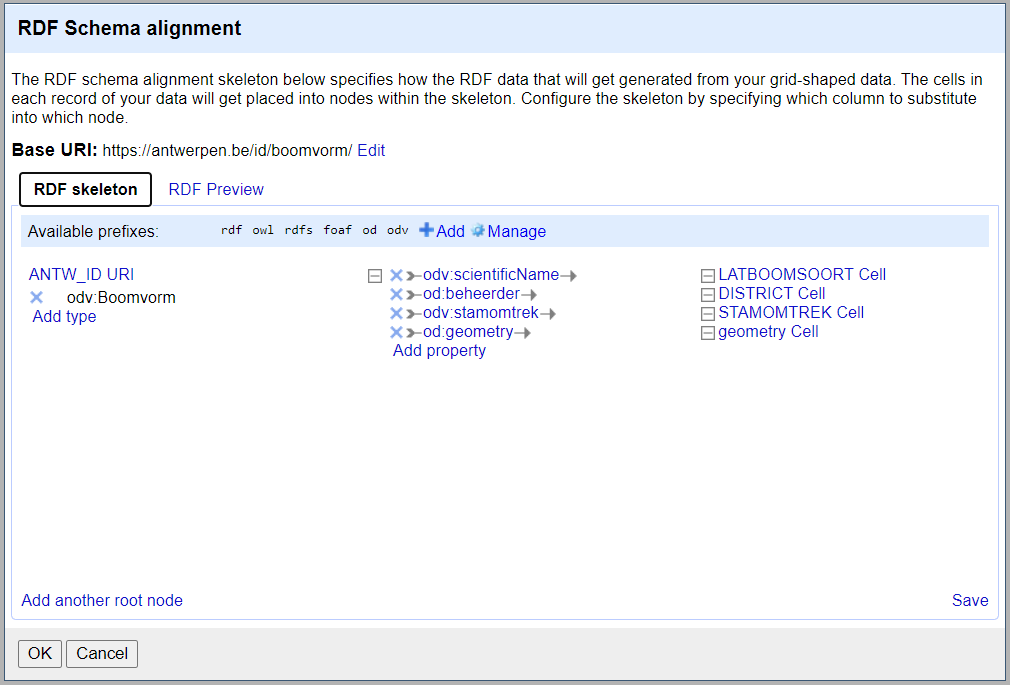 RDF Schema alignment
The RDF schema alignment skeleton below specifies how the RDF data that will get generated from your grid-shaped data. The cells in
each record of your data will get placed into nodes within the skeleton. Configure the skeleton by specifying which column to substitute
into which node.
Base URI: https://antwerpen.be/id/boomvorm/ Edit
RDF skeleton RDF Preview
Available prefixes: rdf owl rdfs foaf od odv Add Manage
ANTW_ID URI odv:scientificName LATBOOMSOORT Cell
odv:Boomvorm od:beheerder DISTRICT Cell
Add type odv:stamomtrek STAMOMTREK Cell
od:geometry geometry Cell
Add property
Add another root node Save
OK Cancel